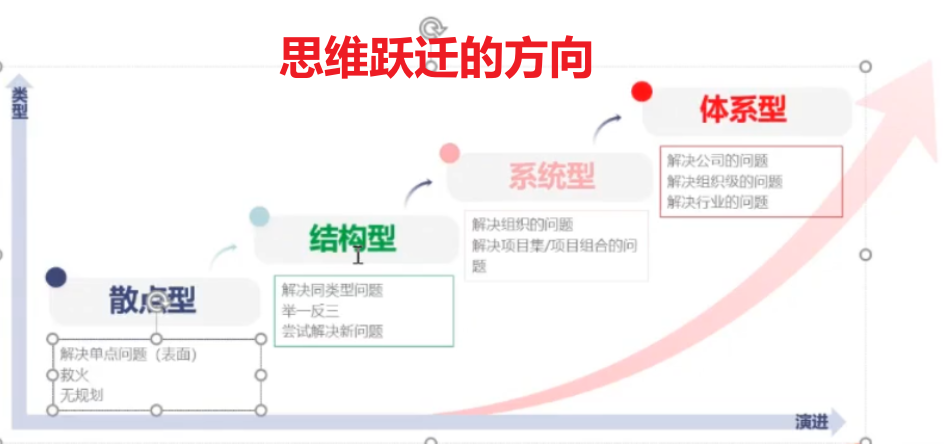 思维跃迁的方向
类型
体系型
解决公司的问题
解决组织级的问题
解决行业的问题
系统型
解决组织的问题
解决项目集/项目组合的问
题
结构型
解决同类型问题
举一反三
尝试解决新问题
散点型
解决单点问题（表面）
救火
无规划
演进